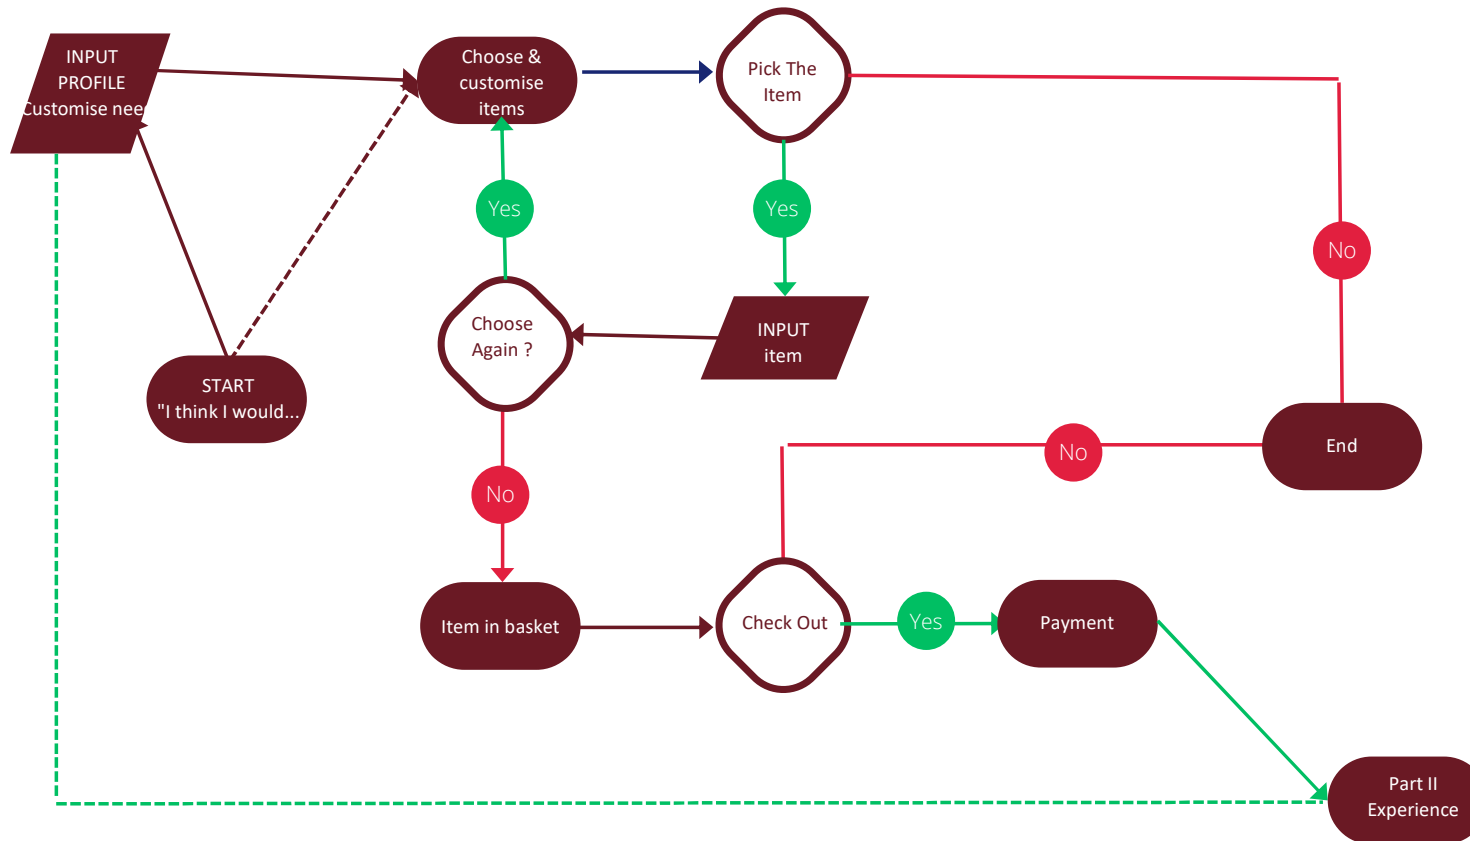 INPUT
PROFILE
Customise nee
Choose &
customise
items
Pick The
Item
Yes
Yes
No
Choose
Again ?
INPUT
item
START
"I think I would...
No
No
End
Item in basket
Check Out
Yes
Payment
Part II
Experience